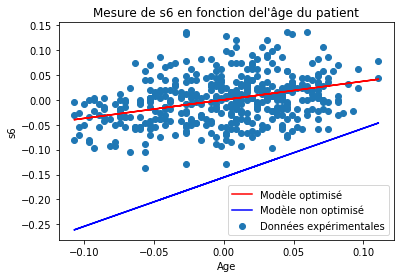 Mesure de s6 en fonction del'âge du patient
0.15
0.10
0.05
0.00
−0.05
−0.10
−0.15
−0.20
−0.25
s6
Modèle optimisé
Modèle non optimisé
Données expérimentales
−0.10
−0.05
0.00
0.05
0.10
Age